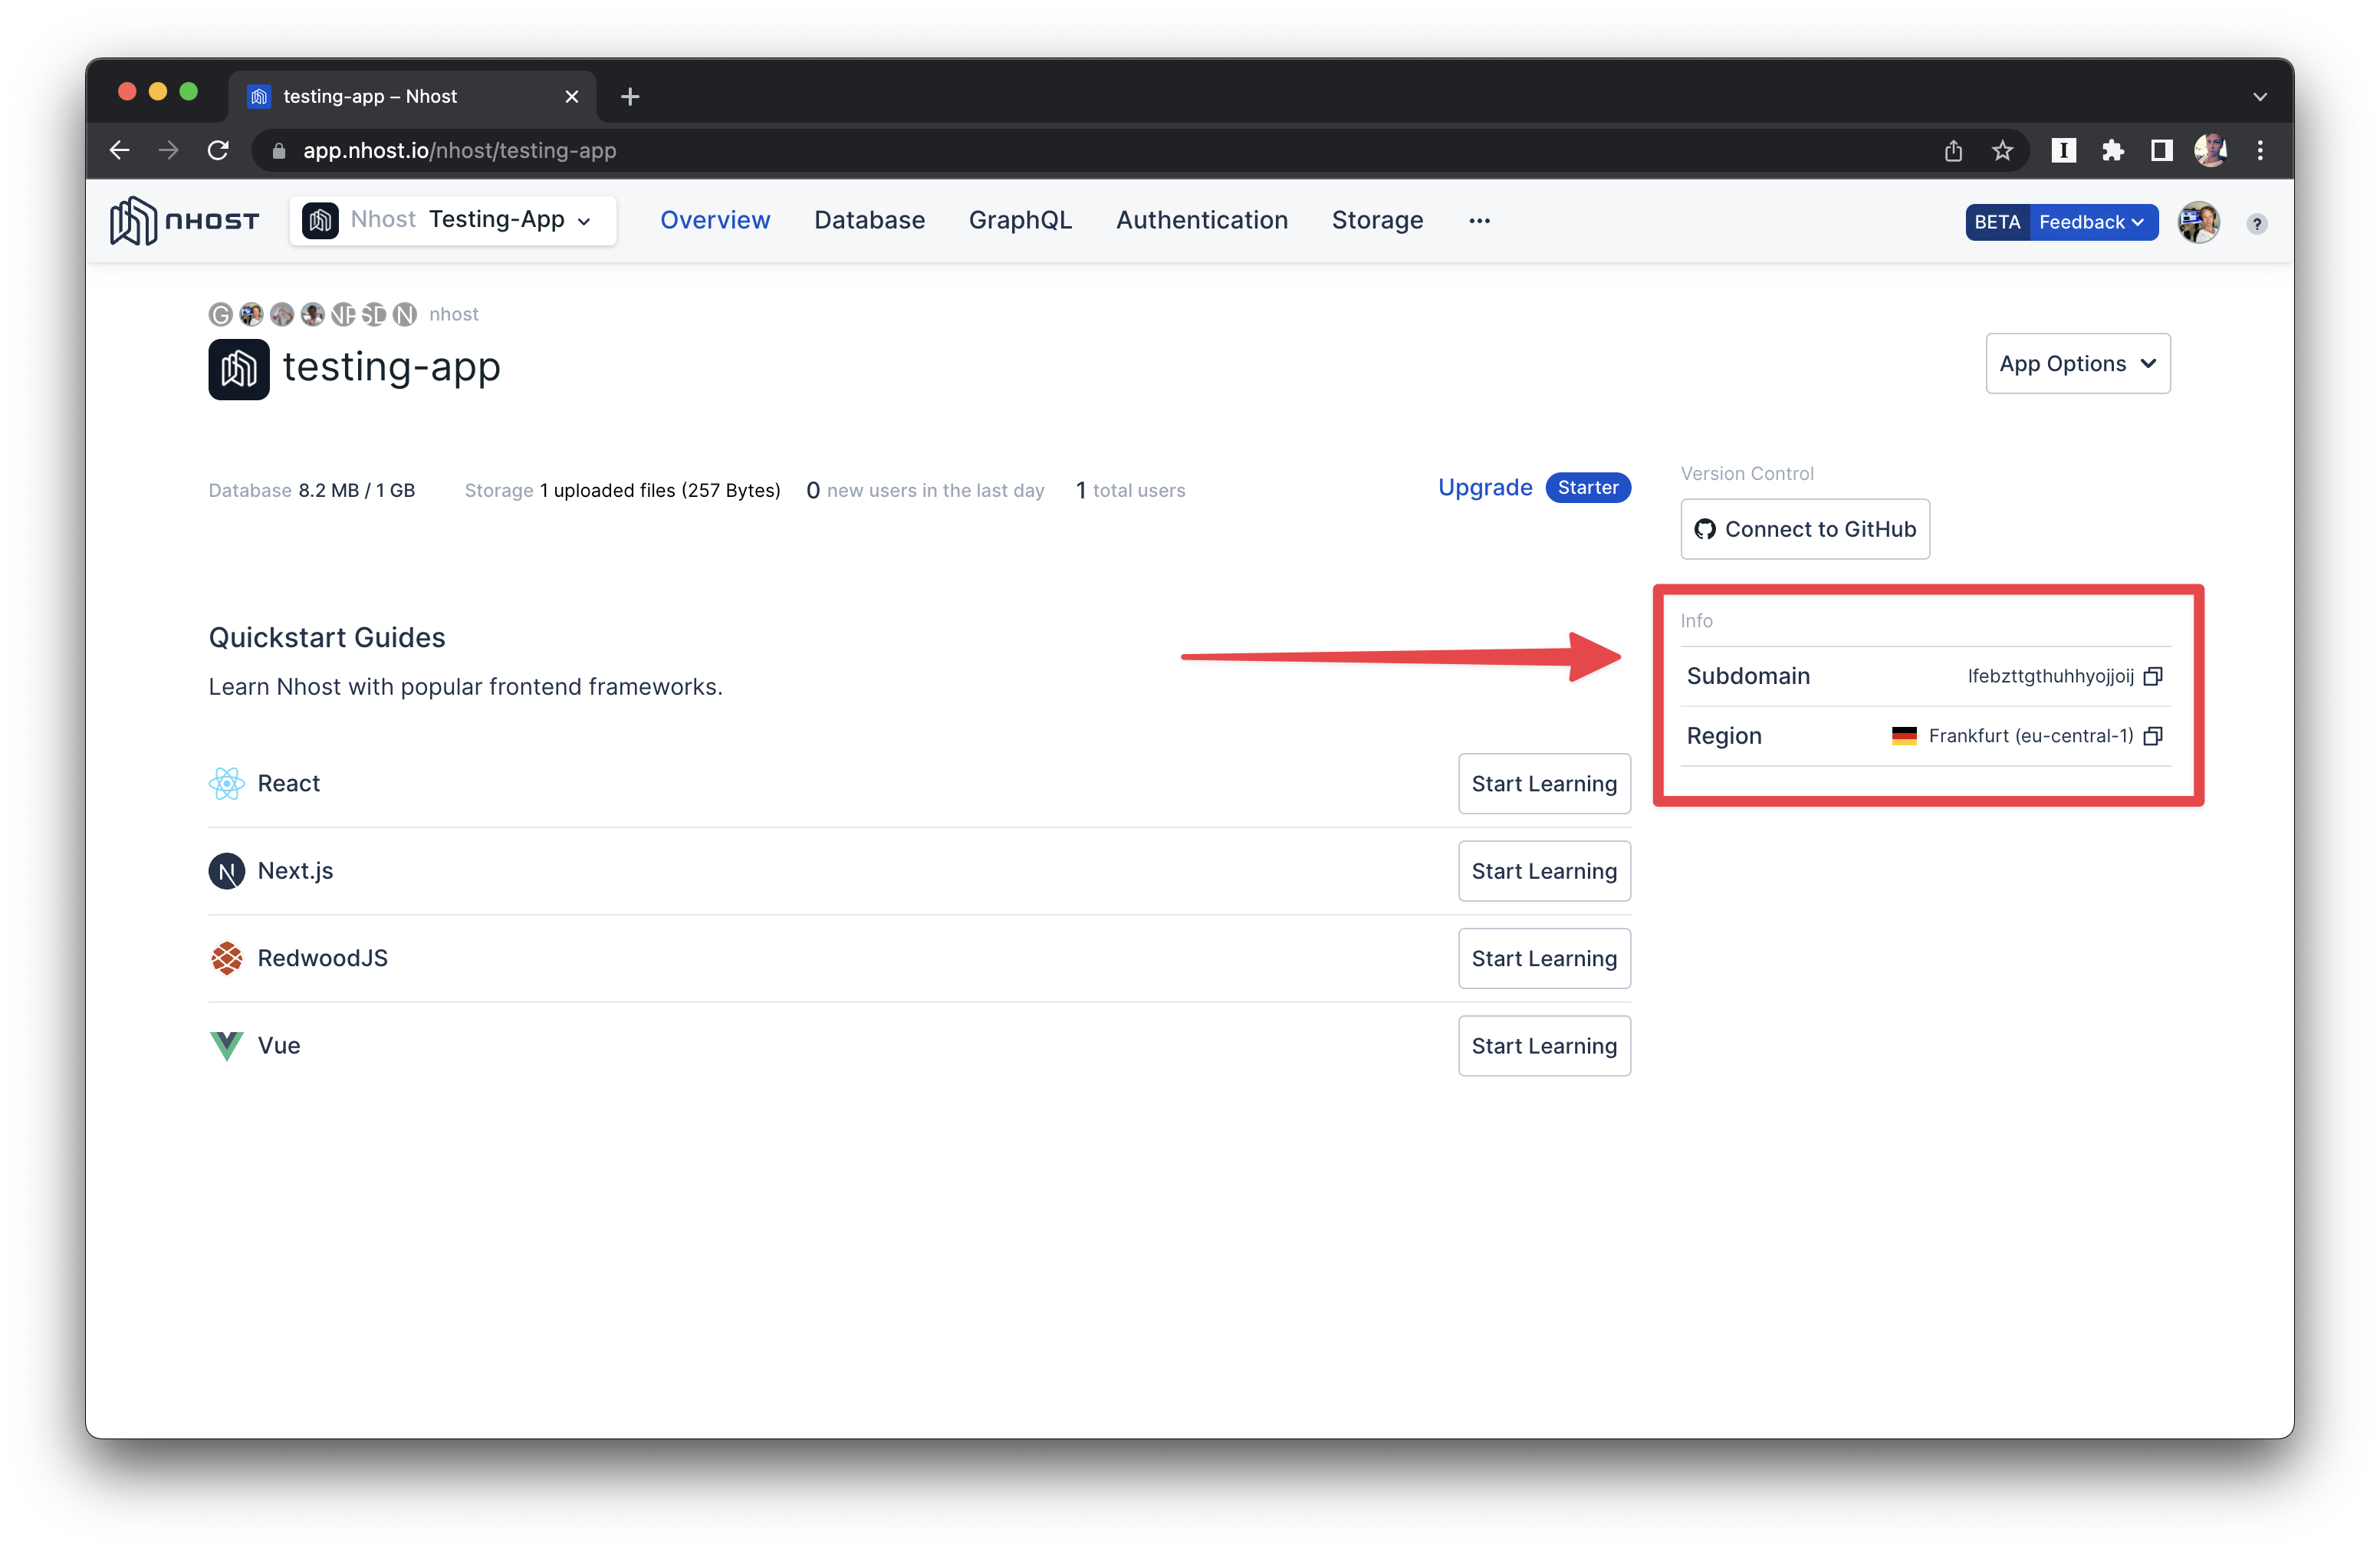 testing-app – Nhost
app.nhost.io/nhost/testing-app
NHOST
Nhost Testing-App
Overview Database GraphQL Authentication Storage
BETA Feedback ?
G NP SD N nhost
testing-app
App Options
Database 8.2 MB / 1 GB Storage 1 uploaded files (257 Bytes) 0 new users in the last day 1 total users
Upgrade Starter
Version Control
Connect to GitHub
Info
Subdomain lfebzttgthuhhyojjoij
Region Frankfurt (eu-central-1)
Quickstart Guides
Learn Nhost with popular frontend frameworks.
React Start Learning
Next.js Start Learning
RedwoodJS Start Learning
Vue Start Learning